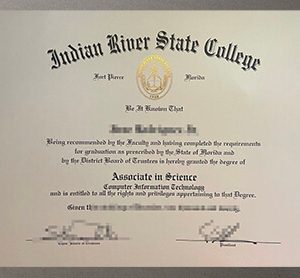 Indian River State College
Fort Pierce Florida
Be It Known That
Being recommended by the Faculty and having completed the requirements
for graduation as prescribed by the State of Florida and
by the District Board of Trustees is hereby granted the degree of
Associate in Science
Computer Information Technology
and is entitled to all the rights and privileges appertaining to that Degree.
Given
President